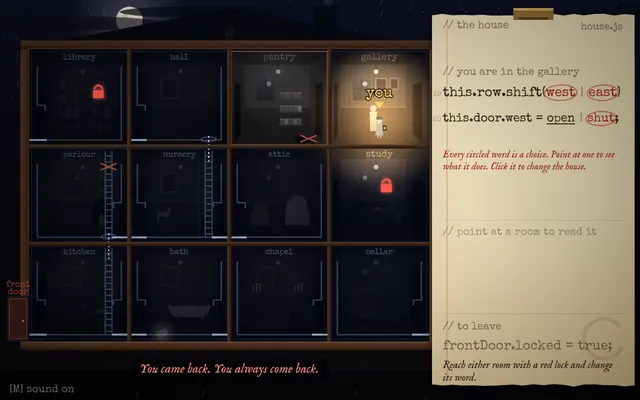 // the house
house.js
library
hall
pantry
gallery
// you are in the gallery
you
this.row.shift(west | east)
this.door.west = open | shut;
parlour
nursery
attic
study
Every circled word is a choice. Point at one to see
what it does. Click it to change the house.
// point at a room to read it
kitchen
bath
chapel
cellar
front
door
// to leave
frontDoor.locked = true;
Reach either room with a red lock and change
its word.
You came back. You always come back.
[M] sound on